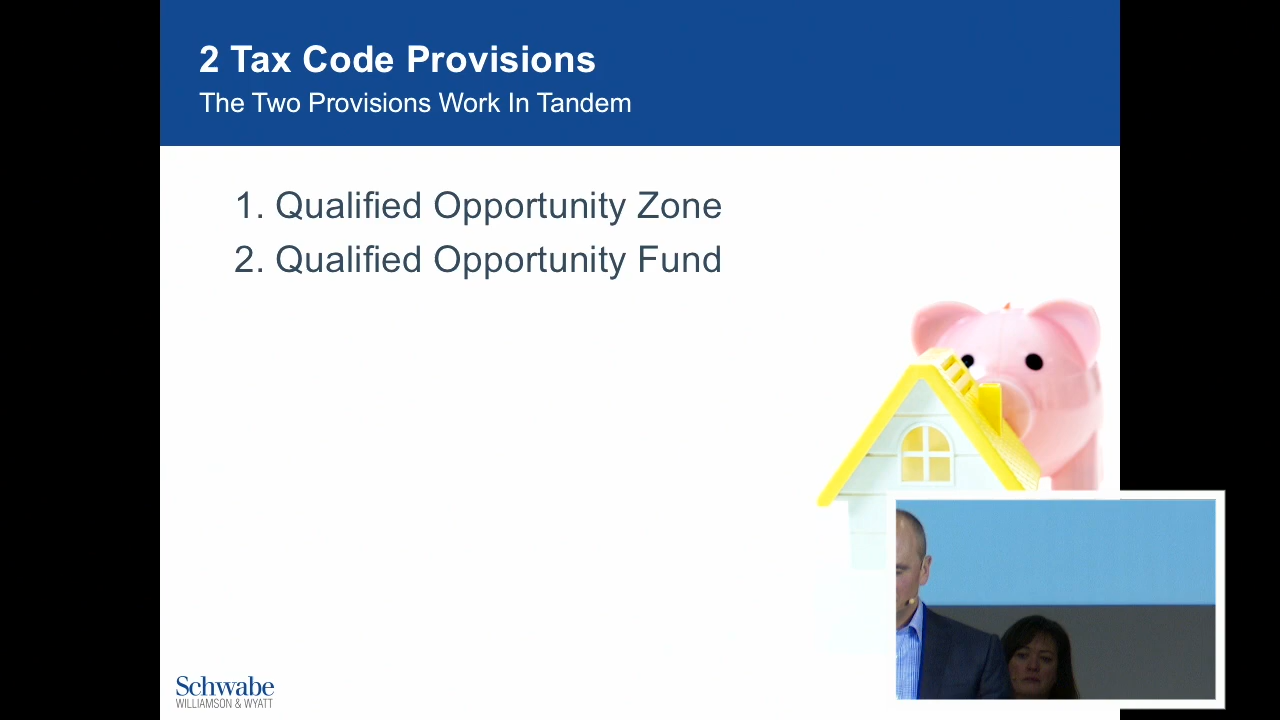 2 Tax Code Provisions
The Two Provisions Work In Tandem
1. Qualified Opportunity Zone
2. Qualified Opportunity Fund
Schwabe
WILLIAMSON & WYATT